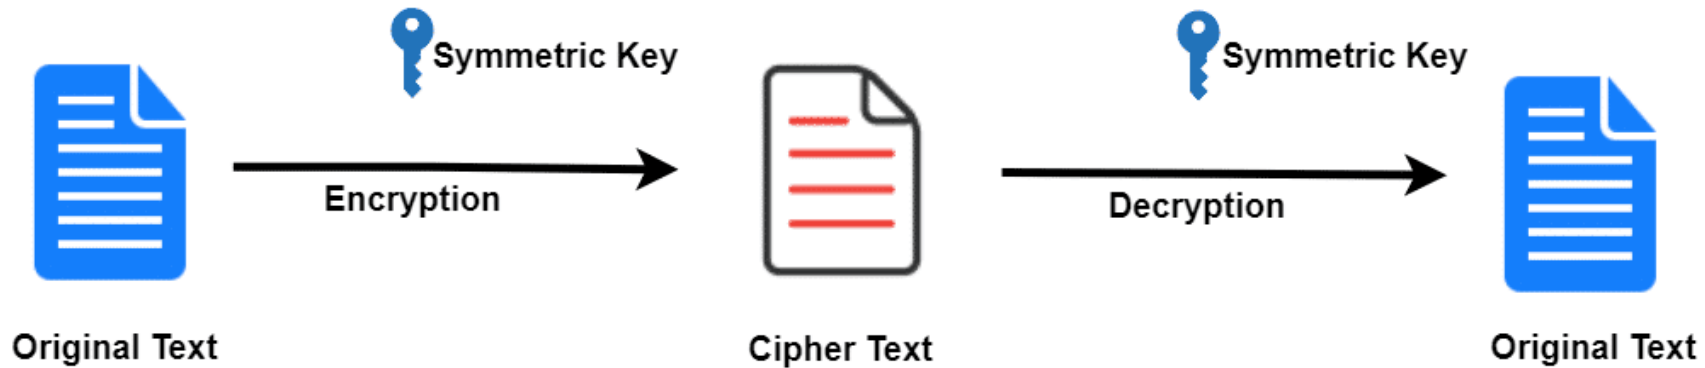 Symmetric Key
Symmetric Key
Encryption
Decryption
Original Text
Cipher Text
Original Text